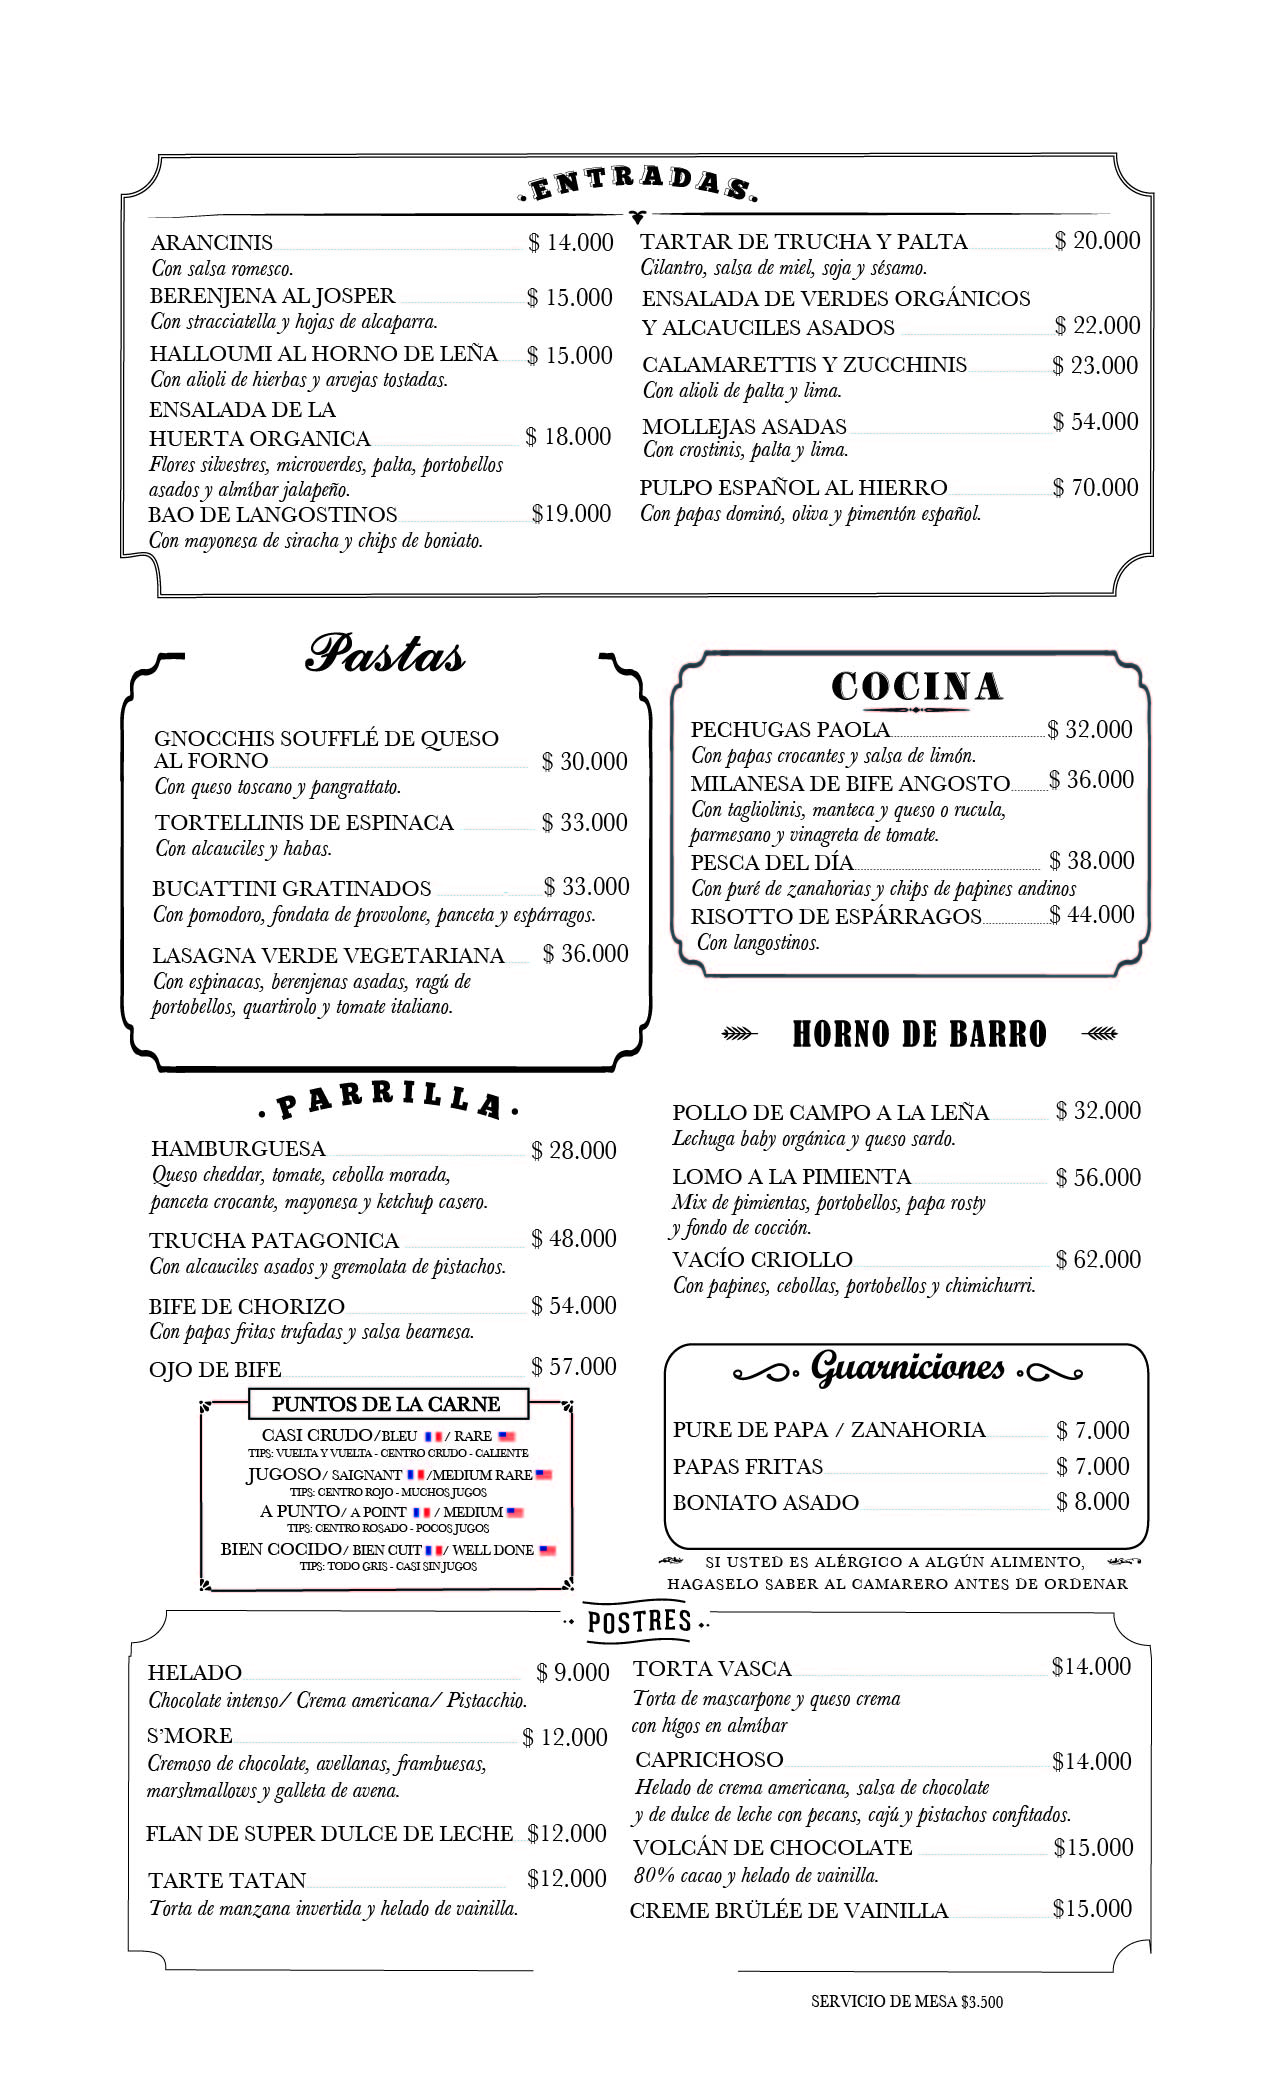 ENTRADAS
ARANCINIS $ 14.000
Con salsa romesco.
BERENJENA AL JOSPER $ 15.000
Con stracciatella y hojas de alcaparra.
HALLOUMI AL HORNO DE LEÑA $ 15.000
Con alioli de hierbas y arvejas tostadas.
ENSALADA DE LA
HUERTA ORGANICA $ 18.000
Flores silvestres, microverdes, palta, portobellos
asados y almíbar jalapeño.
BAO DE LANGOSTINOS $19.000
Con mayonesa de siracha y chips de boniato.
TARTAR DE TRUCHA Y PALTA $ 20.000
Cilantro, salsa de miel, soja y sésamo.
ENSALADA DE VERDES ORGÁNICOS
Y ALCAUCILES ASADOS $ 22.000
CALAMARETTIS Y ZUCCHINIS $ 23.000
Con alioli de palta y lima.
MOLLEJAS ASADAS $ 54.000
Con crostinis, palta y lima.
PULPO ESPAÑOL AL HIERRO $ 70.000
Con papas dominó, oliva y pimentón español.
Pastas
GNOCCHIS SOUFFLÉ DE QUESO
AL FORNO $ 30.000
Con queso toscano y pangrattato.
TORTELLINIS DE ESPINACA $ 33.000
Con alcauciles y habas.
BUCATTINI GRATINADOS $ 33.000
Con pomodoro, fondata de provolone, panceta y espárragos.
LASAGNA VERDE VEGETARIANA $ 36.000
Con espinacas, berenjenas asadas, ragú de
portobellos, quartirolo y tomate italiano.
COCINA
PECHUGAS PAOLA $ 32.000
Con papas crocantes y salsa de limón.
MILANESA DE BIFE ANGOSTO $ 36.000
Con tagliolinis, manteca y queso o rucula,
parmesano y vinagreta de tomate.
PESCA DEL DÍA $ 38.000
Con puré de zanahorias y chips de papines andinos
RISOTTO DE ESPÁRRAGOS $ 44.000
Con langostinos.
PARRILLA
HAMBURGUESA $ 28.000
Queso cheddar, tomate, cebolla morada,
panceta crocante, mayonesa y ketchup casero.
TRUCHA PATAGONICA $ 48.000
Con alcauciles asados y gremolata de pistachos.
BIFE DE CHORIZO $ 54.000
Con papas fritas trufadas y salsa bearnesa.
OJO DE BIFE $ 57.000
PUNTOS DE LA CARNE
CASI CRUDO/BLEU / RARE
TIPS: VUELTA Y VUELTA - CENTRO CRUDO - CALIENTE
JUGOSO/ SAIGNANT /MEDIUM RARE
TIPS: CENTRO ROJO - MUCHOS JUGOS
A PUNTO/ A POINT / MEDIUM
TIPS: CENTRO ROSADO - POCOS JUGOS
BIEN COCIDO/ BIEN CUIT / WELL DONE
TIPS: TODO GRIS - CASI SIN JUGOS
HORNO DE BARRO
POLLO DE CAMPO A LA LEÑA $ 32.000
Lechuga baby orgánica y queso sardo.
LOMO A LA PIMIENTA $ 56.000
Mix de pimientas, portobellos, papa rosty
y fondo de cocción.
VACÍO CRIOLLO $ 62.000
Con papines, cebollas, portobellos y chimichurri.
Guarniciones
PURE DE PAPA / ZANAHORIA $ 7.000
PAPAS FRITAS $ 7.000
BONIATO ASADO $ 8.000
SI USTED ES ALÉRGICO A ALGÚN ALIMENTO,
HAGASELO SABER AL CAMARERO ANTES DE ORDENAR
POSTRES
HELADO $ 9.000
Chocolate intenso/ Crema americana/ Pistacchio.
S'MORE $ 12.000
Cremoso de chocolate, avellanas, frambuesas,
marshmallows y galleta de avena.
FLAN DE SUPER DULCE DE LECHE $12.000
TARTE TATAN $12.000
Torta de manzana invertida y helado de vainilla.
TORTA VASCA $14.000
Torta de mascarpone y queso crema
con hígos en almíbar
CAPRICHOSO $14.000
Helado de crema americana, salsa de chocolate
y de dulce de leche con pecans, cajú y pistachos confitados.
VOLCÁN DE CHOCOLATE $15.000
80% cacao y helado de vainilla.
CREME BRÜLÉE DE VAINILLA $15.000
SERVICIO DE MESA $3.500